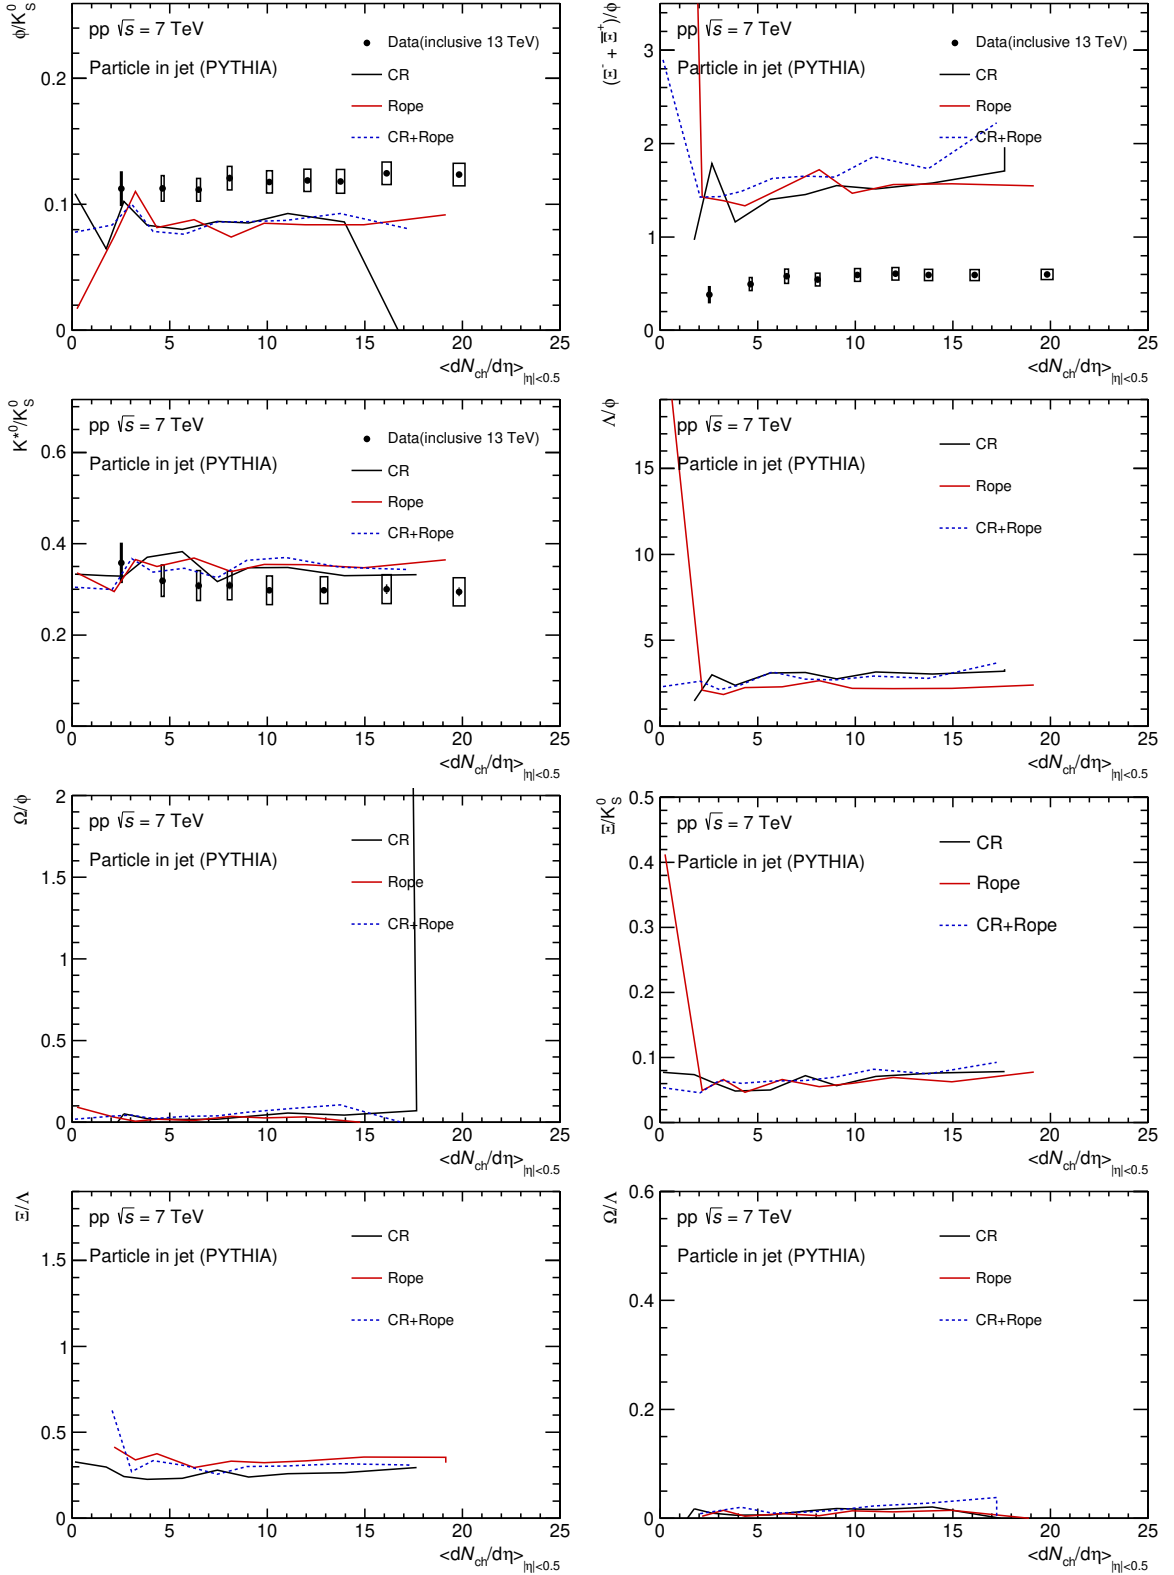 φ/K⁰S
pp √s = 7 TeV
Particle in jet (PYTHIA)
Data(inclusive 13 TeV)
CR
Rope
CR+Rope
0.2
0.1
0
0 5 10 15 20 25
<dNch/dη>|η|<0.5
(Ξ⁻ + Ξ̅⁺)/φ
pp √s = 7 TeV
Particle in jet (PYTHIA)
Data(inclusive 13 TeV)
CR
Rope
CR+Rope
3
2
1
0
0 5 10 15 20 25
<dNch/dη>|η|<0.5
K*⁰/K⁰S
pp √s = 7 TeV
Particle in jet (PYTHIA)
Data(inclusive 13 TeV)
CR
Rope
CR+Rope
0.6
0.4
0.2
0
0 5 10 15 20 25
<dNch/dη>|η|<0.5
Λ/φ
pp √s = 7 TeV
Particle in jet (PYTHIA)
CR
Rope
CR+Rope
15
10
5
0
0 5 10 15 20 25
<dNch/dη>|η|<0.5
Ω/φ
pp √s = 7 TeV
Particle in jet (PYTHIA)
CR
Rope
CR+Rope
2
1.5
1
0.5
0
0 5 10 15 20 25
<dNch/dη>|η|<0.5
Ξ/K⁰S
pp √s = 7 TeV
Particle in jet (PYTHIA)
CR
Rope
CR+Rope
0.5
0.4
0.3
0.2
0.1
0
0 5 10 15 20 25
<dNch/dη>|η|<0.5
Ξ/Λ
pp √s = 7 TeV
Particle in jet (PYTHIA)
CR
Rope
CR+Rope
1.5
1
0.5
0
0 5 10 15 20 25
<dNch/dη>|η|<0.5
Ω/Λ
pp √s = 7 TeV
Particle in jet (PYTHIA)
CR
Rope
CR+Rope
0.6
0.4
0.2
0
0 5 10 15 20 25
<dNch/dη>|η|<0.5